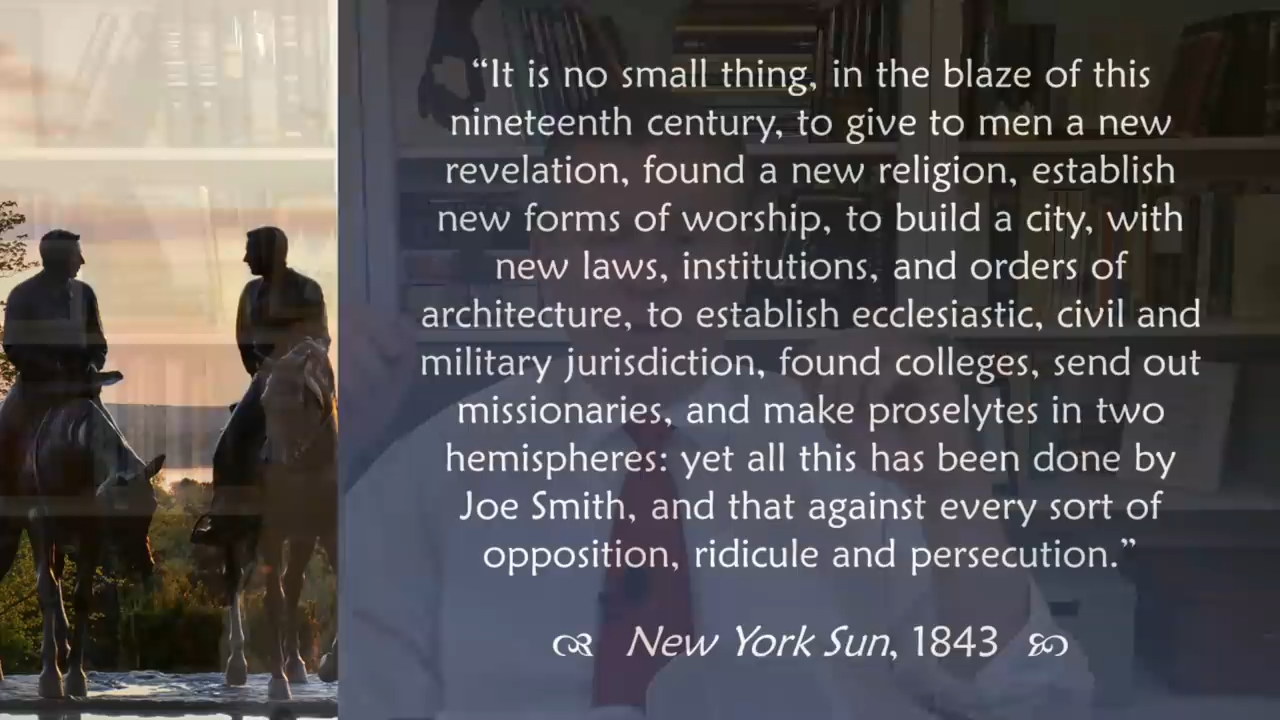 “It is no small thing, in the blaze of this
nineteenth century, to give to men a new
revelation, found a new religion, establish
new forms of worship, to build a city, with
new laws, institutions, and orders of
architecture, to establish ecclesiastic, civil and
military jurisdiction, found colleges, send out
missionaries, and make proselytes in two
hemispheres: yet all this has been done by
Joe Smith, and that against every sort of
opposition, ridicule and persecution.”
New York Sun, 1843